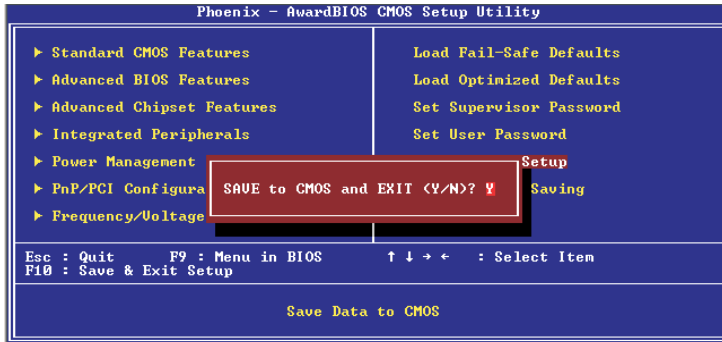 Phoenix - AwardBIOS CMOS Setup Utility
► Standard CMOS Features
► Advanced BIOS Features
► Advanced Chipset Features
► Integrated Peripherals
► Power Management
► PnP/PCI Configura
► Frequency/Voltage
Load Fail-Safe Defaults
Load Optimized Defaults
Set Supervisor Password
Set User Password
Setup
Saving
SAVE to CMOS and EXIT (Y/N)? Y
Esc : Quit F9 : Menu in BIOS ↑ ↓ → ← : Select Item
F10 : Save & Exit Setup
Save Data to CMOS